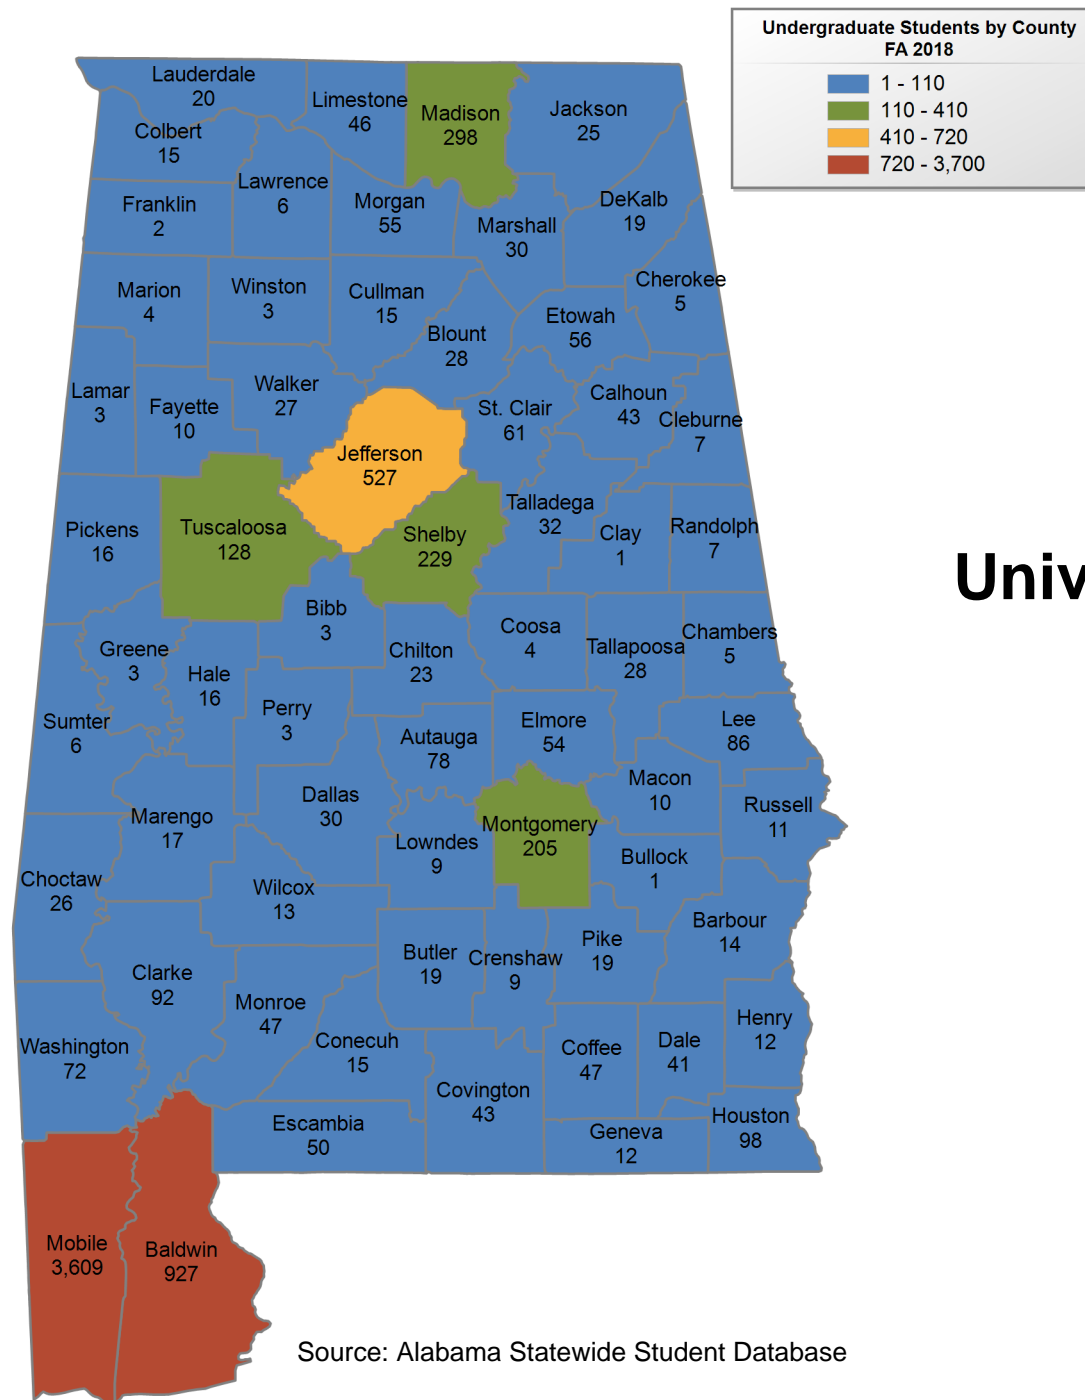 Undergraduate Students by County
FA 2018
1 - 110
110 - 410
410 - 720
720 - 3,700
Lauderdale
20
Limestone
46
Madison
298
Jackson
25
Colbert
15
Lawrence
6
Franklin
2
Morgan
55
Marshall
30
DeKalb
19
Marion
4
Winston
3
Cullman
15
Blount
28
Etowah
56
Cherokee
5
Lamar
3
Fayette
10
Walker
27
Jefferson
527
St. Clair
61
Calhoun
43
Cleburne
7
Pickens
16
Tuscaloosa
128
Shelby
229
Talladega
32
Clay
1
Randolph
7
Univ
Bibb
3
Greene
3
Hale
16
Chilton
23
Coosa
4
Tallapoosa
28
Chambers
5
Sumter
6
Perry
3
Autauga
78
Elmore
54
Lee
86
Marengo
17
Dallas
30
Lowndes
9
Montgomery
205
Macon
10
Russell
11
Bullock
1
Choctaw
26
Wilcox
13
Clarke
92
Butler
19
Crenshaw
9
Pike
19
Barbour
14
Monroe
47
Conecuh
15
Washington
72
Coffee
47
Dale
41
Henry
12
Covington
43
Escambia
50
Geneva
12
Houston
98
Mobile
3,609
Baldwin
927
Source: Alabama Statewide Student Database